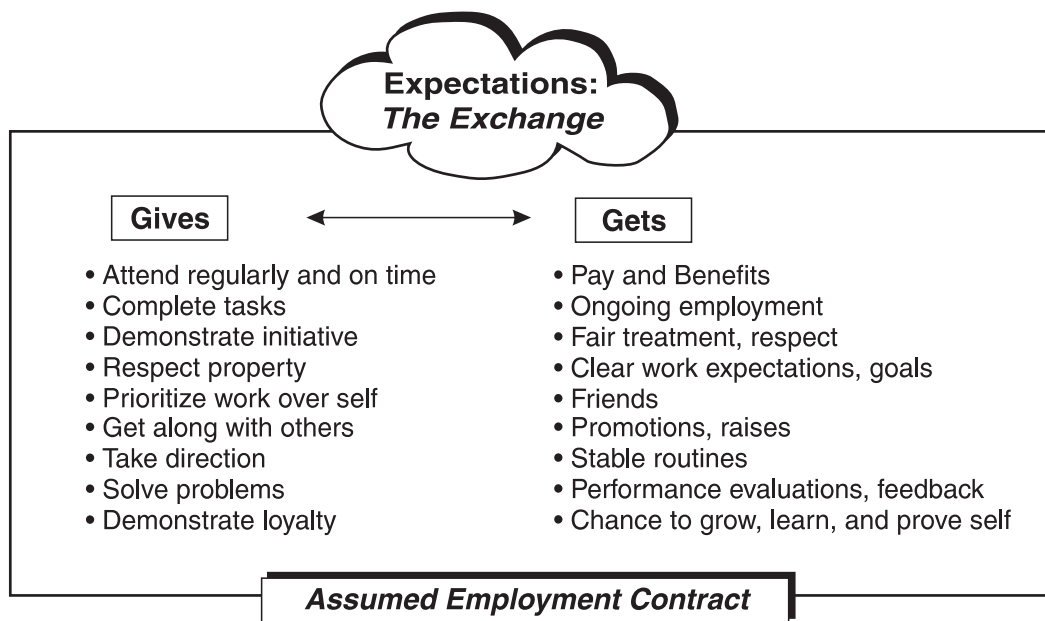 Expectations:
The Exchange
Gives
• Attend regularly and on time
• Complete tasks
• Demonstrate initiative
• Respect property
• Prioritize work over self
• Get along with others
• Take direction
• Solve problems
• Demonstrate loyalty
Gets
• Pay and Benefits
• Ongoing employment
• Fair treatment, respect
• Clear work expectations, goals
• Friends
• Promotions, raises
• Stable routines
• Performance evaluations, feedback
• Chance to grow, learn, and prove self
Assumed Employment Contract